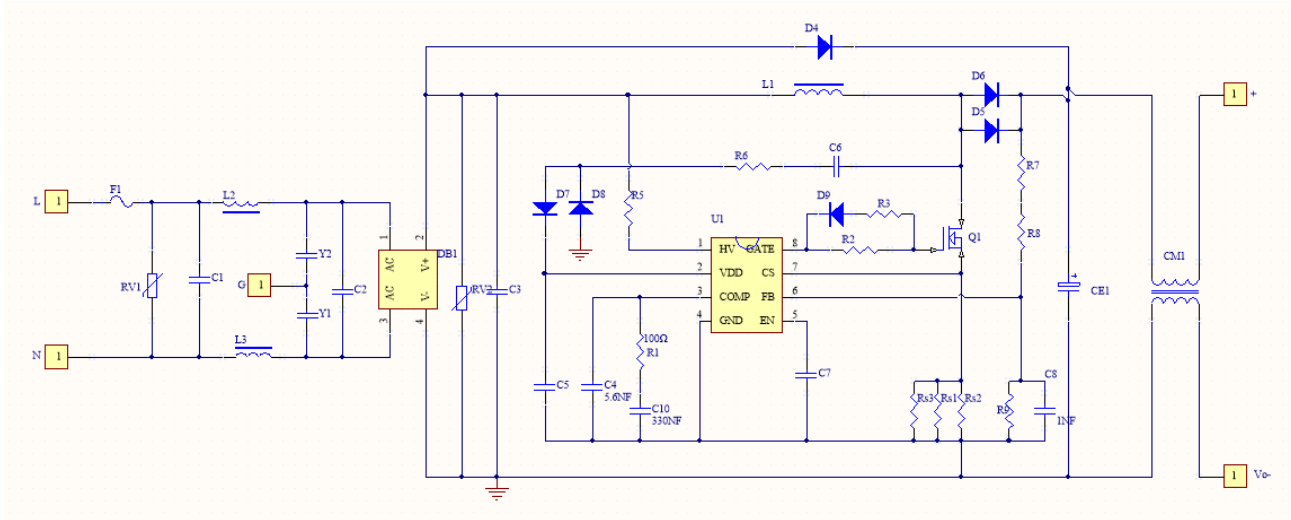 D4
L1
D6
D5
R6
C6
R7
F1
L2
D7
D8
R5
D9
R3
L
1
U1
R2
Q1
R8
1
+
1
2
DB1
AC
V+
AC
V-
3
4
1
HV
GATE
8
2
VDD
CS
7
3
COMP
FB
6
4
GND
EN
5
CM1
RV1
C1
Y2
G
1
C2
Y1
RV2
C3
CE1
N
1
L3
100Ω
R1
C5
C4
5.6NF
C10
330NF
C7
Rs3
Rs1
Rs2
R9
C8
1NF
1
Vo-